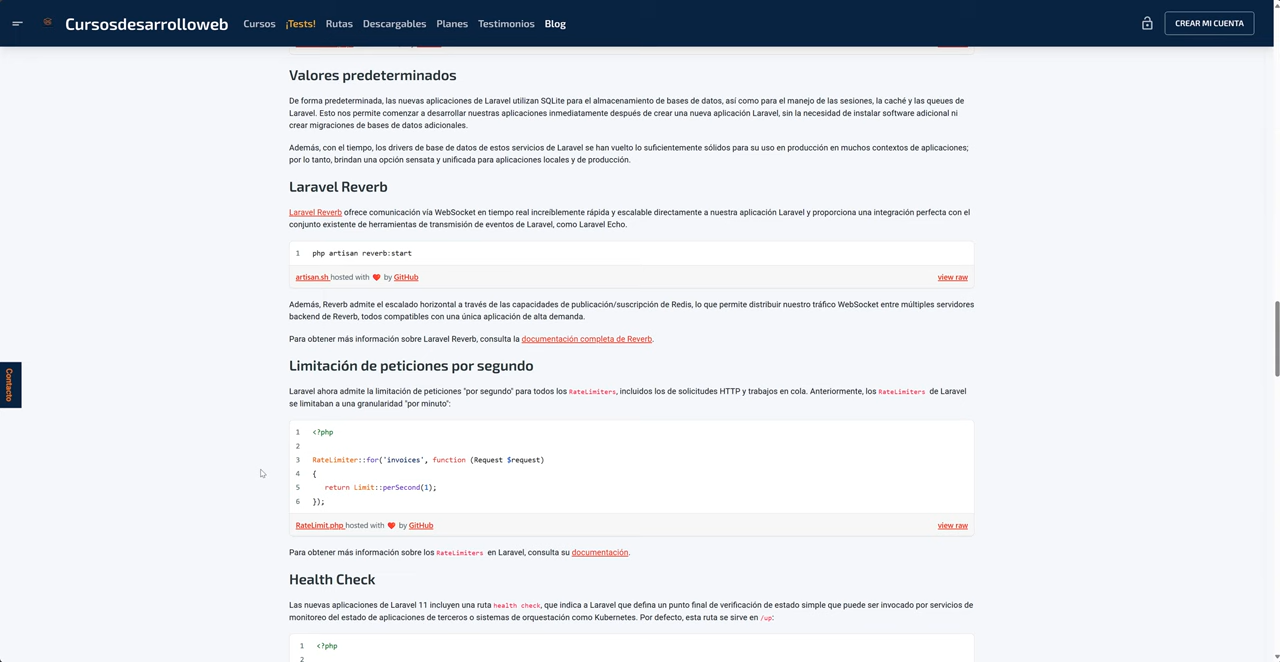 Cursosdesarrolloweb
Cursos
¡Tests!
Rutas
Descargables
Planes
Testimonios
Blog
CREAR MI CUENTA
Valores predeterminados
De forma predeterminada, las nuevas aplicaciones de Laravel utilizan SQLite para el almacenamiento de bases de datos, así como para el manejo de las sesiones, la caché y las queues de
Laravel. Esto nos permite comenzar a desarrollar nuestras aplicaciones inmediatamente después de crear una nueva aplicación Laravel, sin la necesidad de instalar software adicional ni
crear migraciones de bases de datos adicionales.
Además, con el tiempo, los drivers de base de datos de estos servicios de Laravel se han vuelto lo suficientemente sólidos para su uso en producción en muchos contextos de aplicaciones;
por lo tanto, brindan una opción sensata y unificada para aplicaciones locales y de producción.
Laravel Reverb
Laravel Reverb ofrece comunicación vía WebSocket en tiempo real increíblemente rápida y escalable directamente a nuestra aplicación Laravel y proporciona una integración perfecta con el
conjunto existente de herramientas de transmisión de eventos de Laravel, como Laravel Echo.
1 php artisan reverb:start
artisan.sh hosted with ❤ by GitHub
view raw
Además, Reverb admite el escalado horizontal a través de las capacidades de publicación/suscripción de Redis, lo que permite distribuir nuestro tráfico WebSocket entre múltiples servidores
backend de Reverb, todos compatibles con una única aplicación de alta demanda.
Para obtener más información sobre Laravel Reverb, consulta la documentación completa de Reverb.
Contacto
Limitación de peticiones por segundo
Laravel ahora admite la limitación de peticiones "por segundo" para todos los RateLimiters, incluidos los de solicitudes HTTP y trabajos en cola. Anteriormente, los RateLimiters de Laravel
se limitaban a una granularidad "por minuto":
1 <?php
2
3 RateLimiter::for('invoices', function (Request $request)
4 {
5 return Limit::perSecond(1);
6 });
RateLimit.php hosted with ❤ by GitHub
view raw
Para obtener más información sobre los RateLimiters en Laravel, consulta su documentación.
Health Check
Las nuevas aplicaciones de Laravel 11 incluyen una ruta health check, que indica a Laravel que defina un punto final de verificación de estado simple que puede ser invocado por servicios de
monitoreo del estado de aplicaciones de terceros o sistemas de orquestación como Kubernetes. Por defecto, esta ruta se sirve en /up:
1 <?php
2